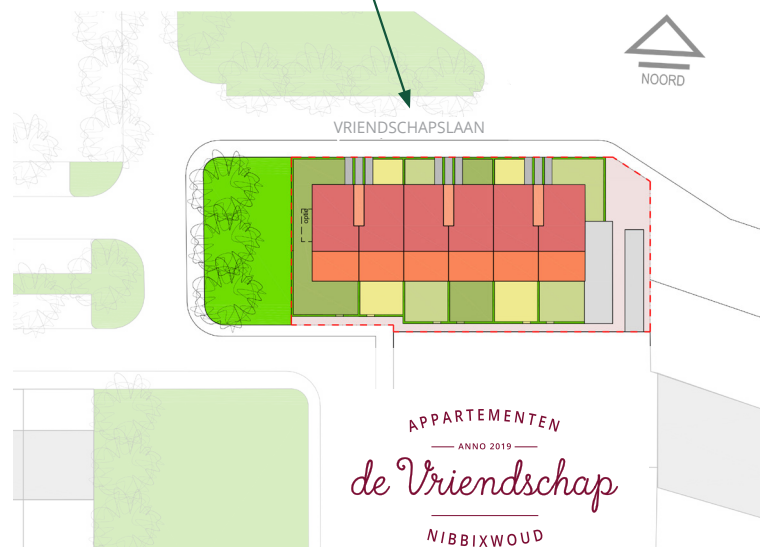 NOORD
VRIENDSCHAPSLAAN
APPARTEMENTEN
ANNO 2019
de Vriendschap
NIBBIXWOUD